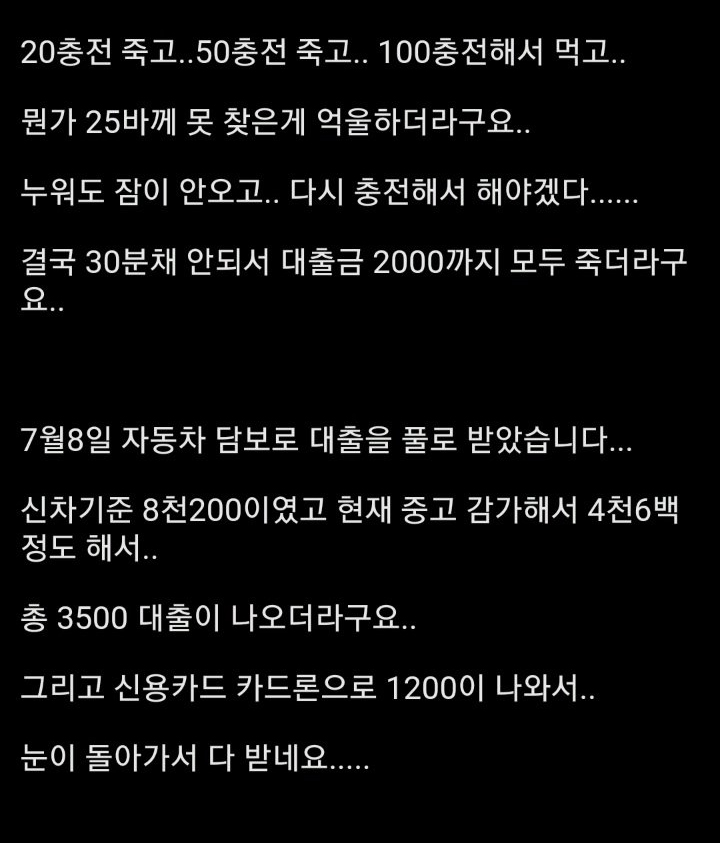 20충전 죽고..50충전 죽고.. 100충전해서 먹고..
뭔가 25바께 못 찾은게 억울하더라구요..
누워도 잠이 안오고.. 다시 충전해서 해야겠다......
결국 30분채 안되서 대출금 2000까지 모두 죽더라구
요..
7월8일 자동차 담보로 대출을 풀로 받았습니다...
신차기준 8천200이였고 현재 중고 감가해서 4천6백
정도 해서..
총 3500 대출이 나오더라구요..
그리고 신용카드 카드론으로 1200이 나와서..
눈이 돌아가서 다 받네요.....